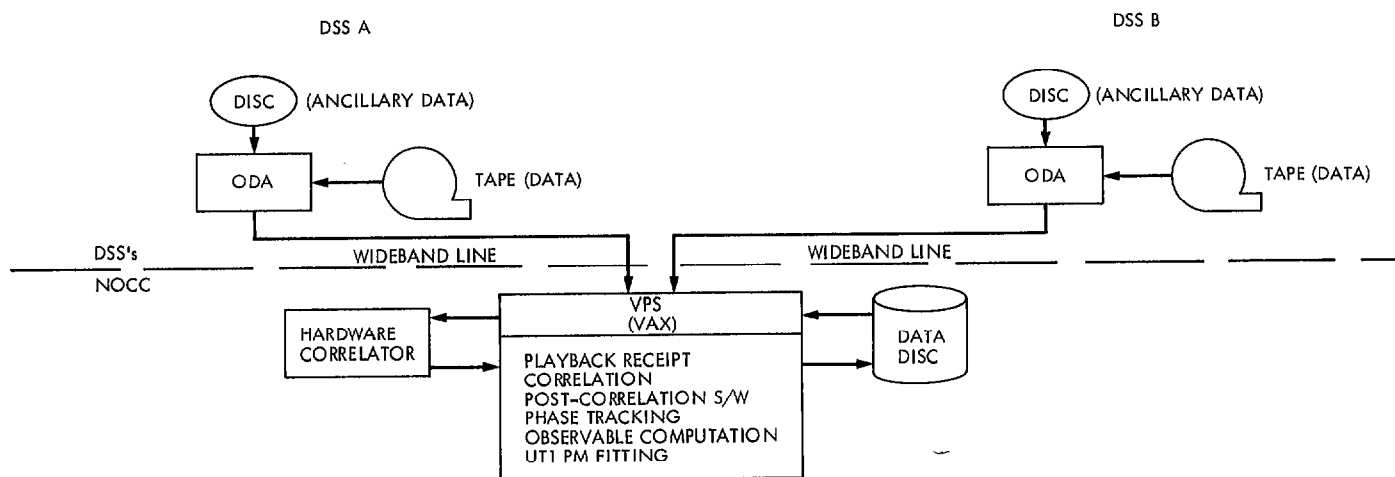 DSS A
DSS B
DISC
(ANCILLARY DATA)
DISC
(ANCILLARY DATA)
ODA
TAPE (DATA)
ODA
TAPE (DATA)
DSS's
WIDEBAND LINE
WIDEBAND LINE
NOCC
HARDWARE
CORRELATOR
VPS
(VAX)
PLAYBACK RECEIPT
CORRELATION
POST-CORRELATION S/W
PHASE TRACKING
OBSERVABLE COMPUTATION
UT1 PM FITTING
DATA
DISC